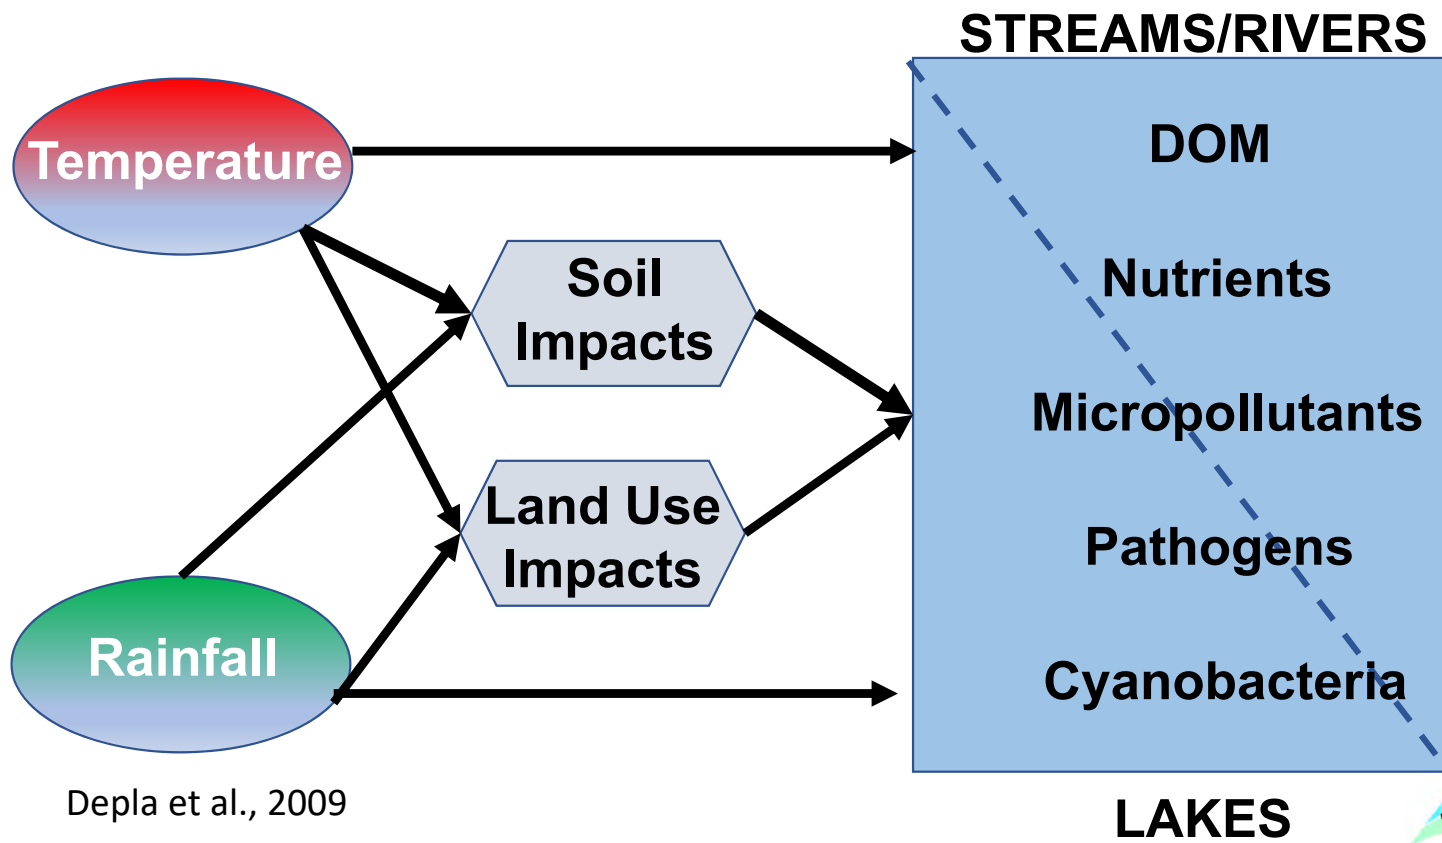 STREAMS/RIVERS
Temperature
DOM
Soil
Impacts
Nutrients
Micropollutants
Land Use
Impacts
Pathogens
Rainfall
Cyanobacteria
Depla et al., 2009
LAKES